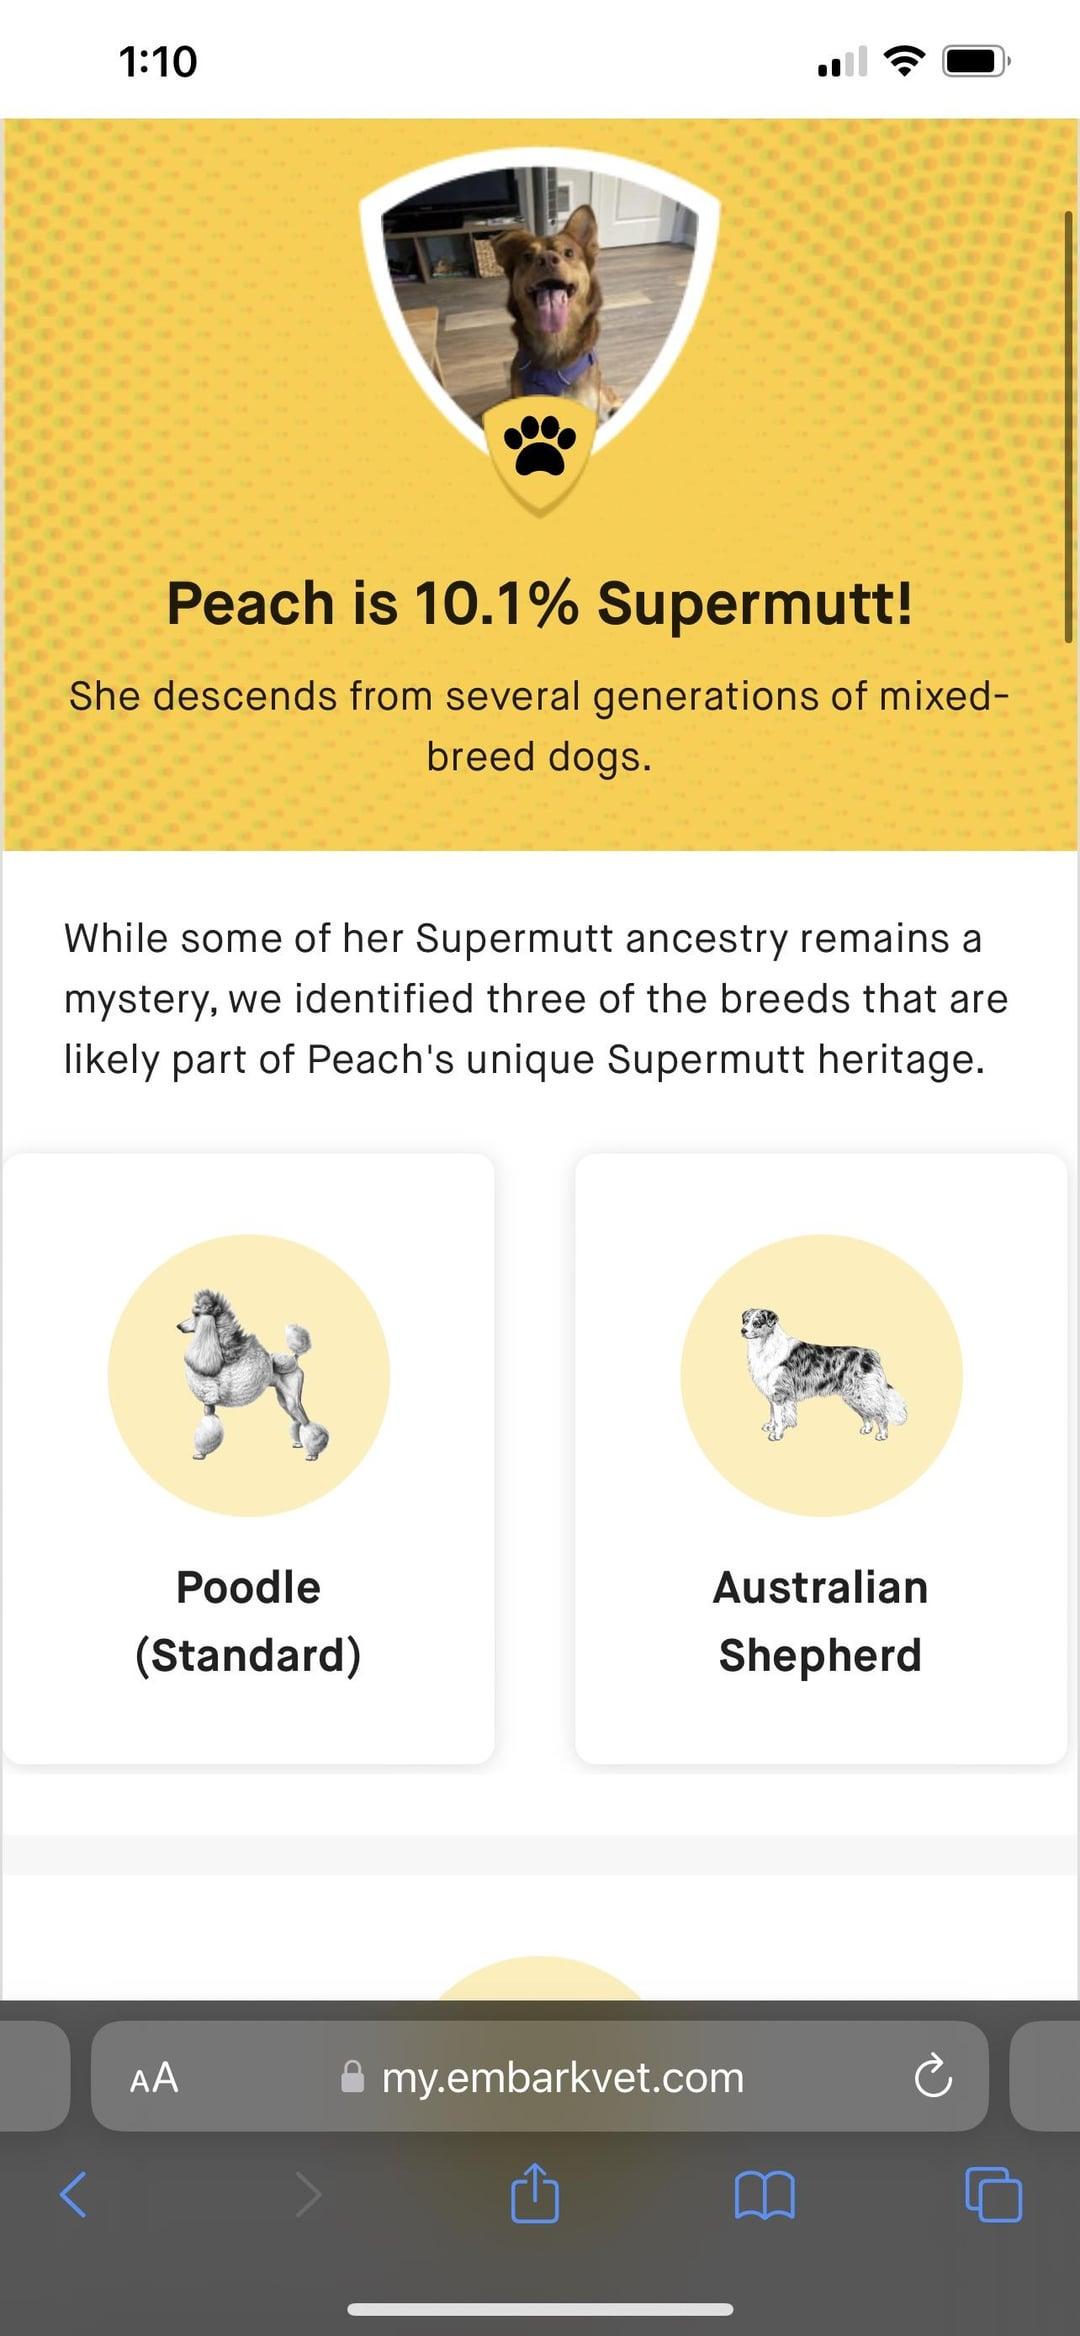 1:10
Peach is 10.1% Supermutt!
She descends from several generations of mixed-
breed dogs.
While some of her Supermutt ancestry remains a
mystery, we identified three of the breeds that are
likely part of Peach's unique Supermutt heritage.
Poodle
(Standard)
Australian
Shepherd
AA my.embarkvet.com